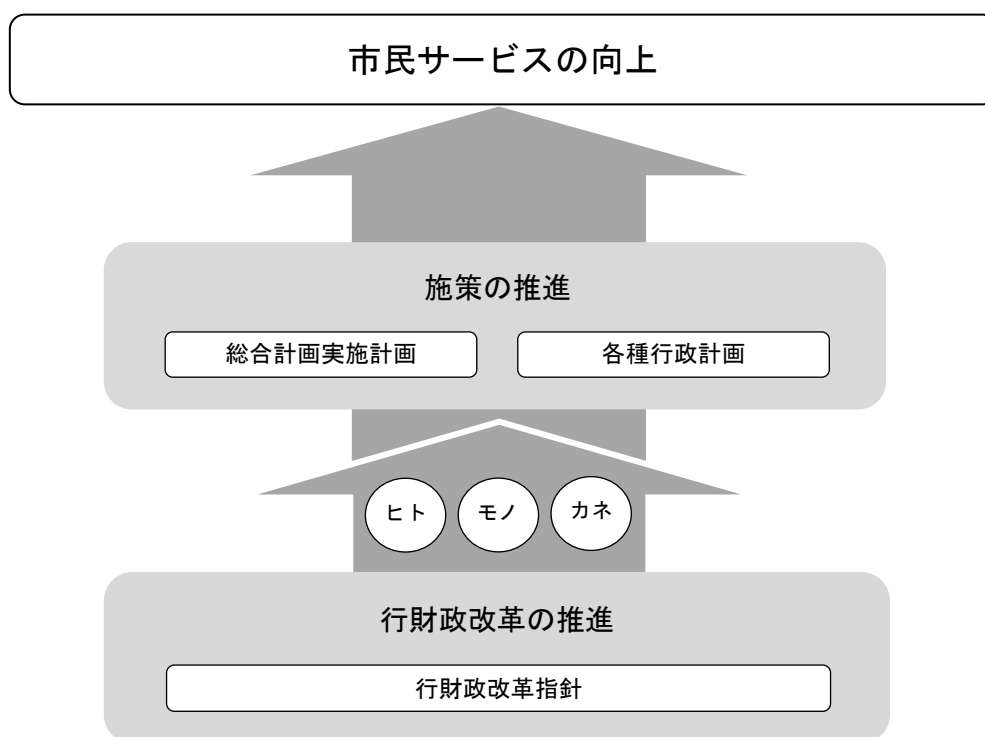 市民サービスの向上
施策の推進
総合計画実施計画
各種行政計画
ヒト
モノ
カネ
行財政改革の推進
行財政改革指針